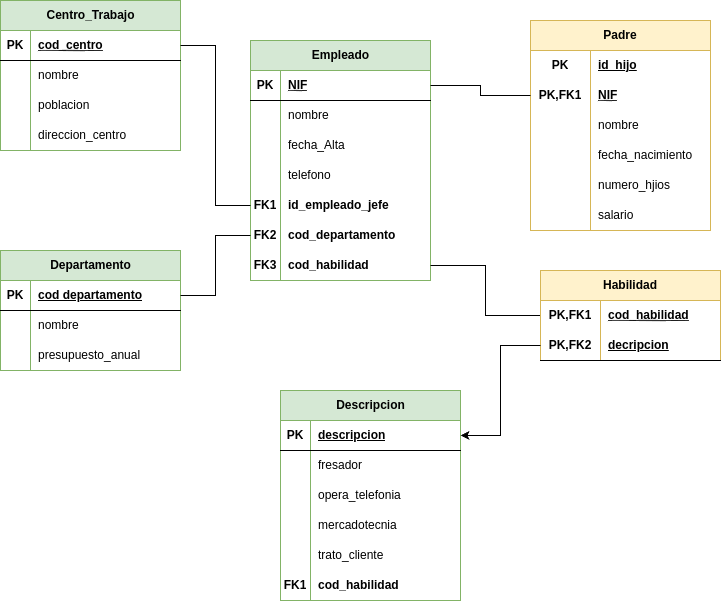 Centro_Trabajo
PK cod_centro
nombre
poblacion
direccion_centro
Empleado
PK NIF
nombre
fecha_Alta
telefono
FK1 id_empleado_jefe
FK2 cod_departamento
FK3 cod_habilidad
Padre
PK id_hijo
PK,FK1 NIF
nombre
fecha_nacimiento
numero_hjios
salario
Departamento
PK cod departamento
nombre
presupuesto_anual
Habilidad
PK,FK1 cod_habilidad
PK,FK2 decripcion
Descripcion
PK descripcion
fresador
opera_telefonia
mercadotecnia
trato_cliente
FK1 cod_habilidad